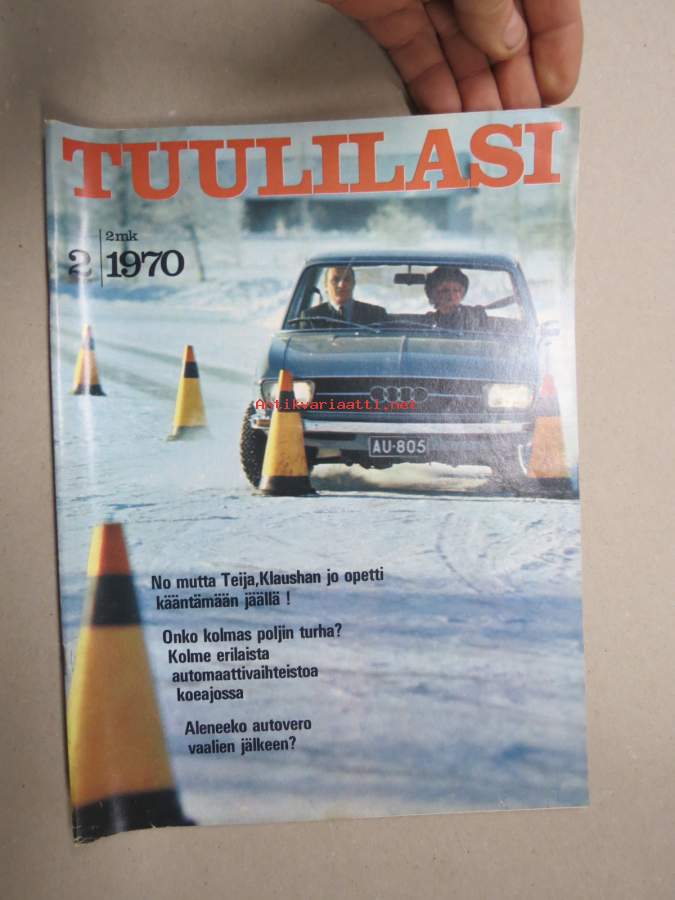 TUULILASI
2mk
2 1970
Antikvariaatti.net
AU-805
No mutta Teija,Klaushan jo opetti
kääntämään jäällä !
Onko kolmas poljin turha?
Kolme erilaista
automaattivaihteistoa
koeajossa
Aleneeko autovero
vaalien jälkeen?